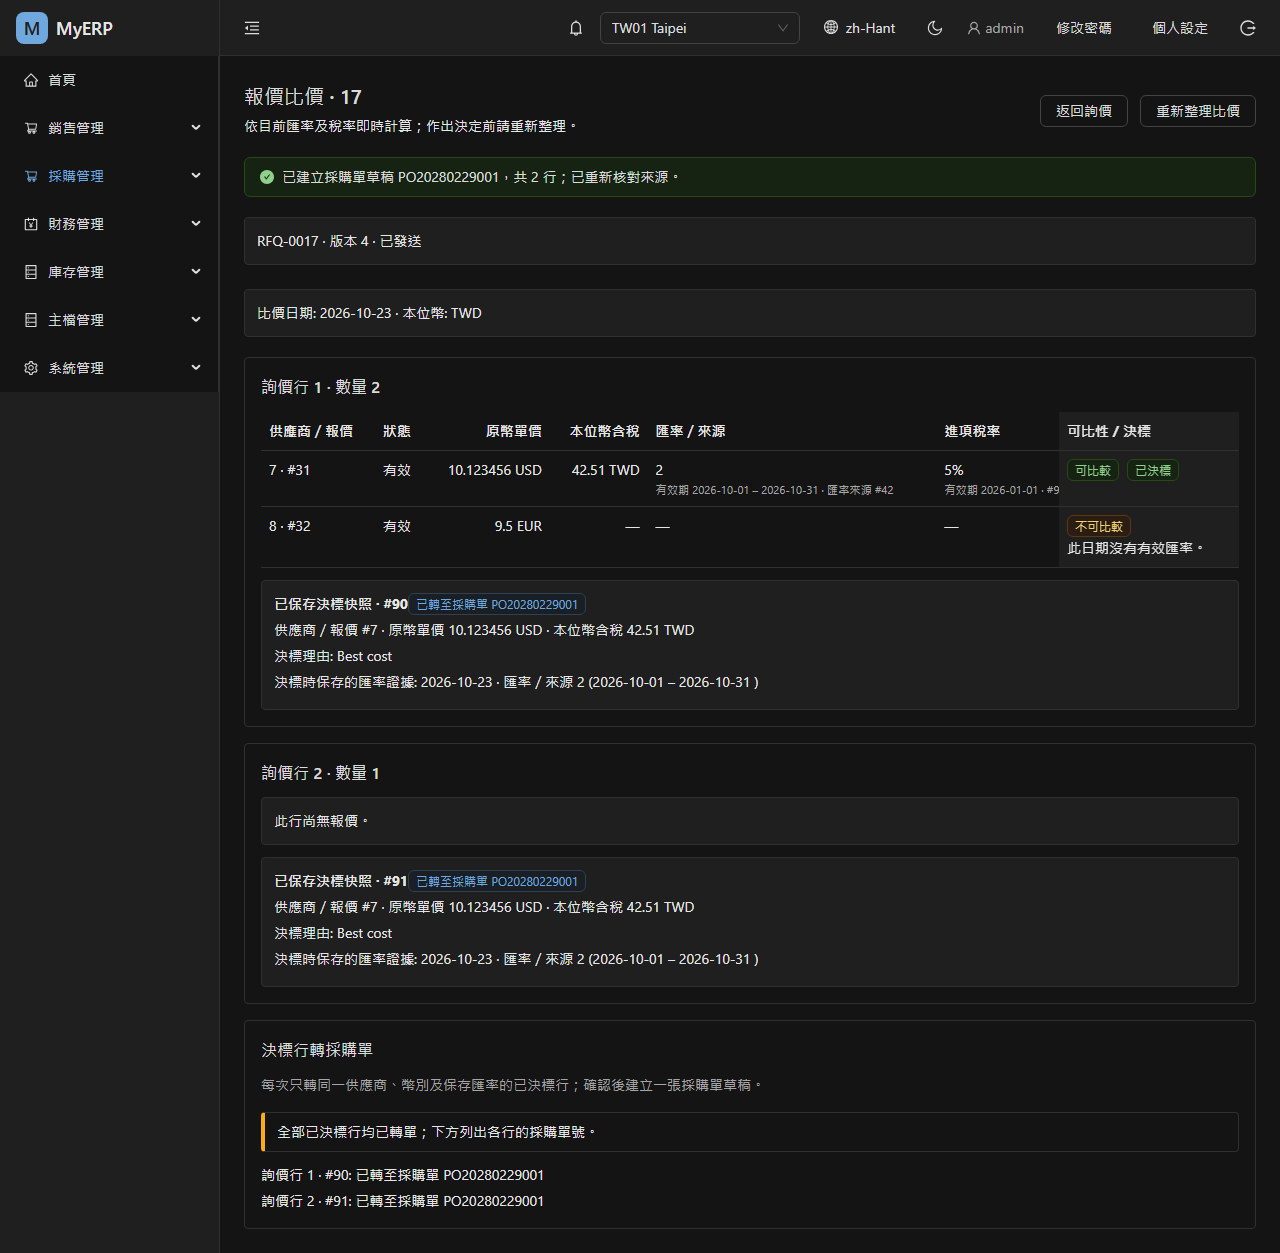 M MyERP
TW01 Taipei
zh-Hant
admin
修改密碼
個人設定
首頁
銷售管理
採購管理
財務管理
庫存管理
主檔管理
系統管理
報價比價 · 17
依目前匯率及稅率即時計算；作出決定前請重新整理。
返回詢價
重新整理比價
已建立採購單草稿 PO20280229001，共 2 行；已重新核對來源。
RFQ-0017 · 版本 4 · 已發送
比價日期: 2026-10-23 · 本位幣: TWD
詢價行 1 · 數量 2
供應商 / 報價 狀態 原幣單價 本位幣含稅 匯率 / 來源 進項稅率 可比性 / 決標
7 · #31 有效 10.123456 USD 42.51 TWD 2 5% 可比較 已決標
有效期 2026-10-01 – 2026-10-31 · 匯率來源 #42 有效期 2026-01-01 · #9
8 · #32 有效 9.5 EUR — — — 不可比較
此日期沒有有效匯率。
已保存決標快照 · #90 已轉至採購單 PO20280229001
供應商 / 報價 #7 · 原幣單價 10.123456 USD · 本位幣含稅 42.51 TWD
決標理由: Best cost
決標時保存的匯率證據: 2026-10-23 · 匯率 / 來源 2 (2026-10-01 – 2026-10-31 )
詢價行 2 · 數量 1
此行尚無報價。
已保存決標快照 · #91 已轉至採購單 PO20280229001
供應商 / 報價 #7 · 原幣單價 10.123456 USD · 本位幣含稅 42.51 TWD
決標理由: Best cost
決標時保存的匯率證據: 2026-10-23 · 匯率 / 來源 2 (2026-10-01 – 2026-10-31 )
決標行轉採購單
每次只轉同一供應商、幣別及保存匯率的已決標行；確認後建立一張採購單草稿。
全部已決標行均已轉單；下方列出各行的採購單號。
詢價行 1 · #90: 已轉至採購單 PO20280229001
詢價行 2 · #91: 已轉至採購單 PO20280229001